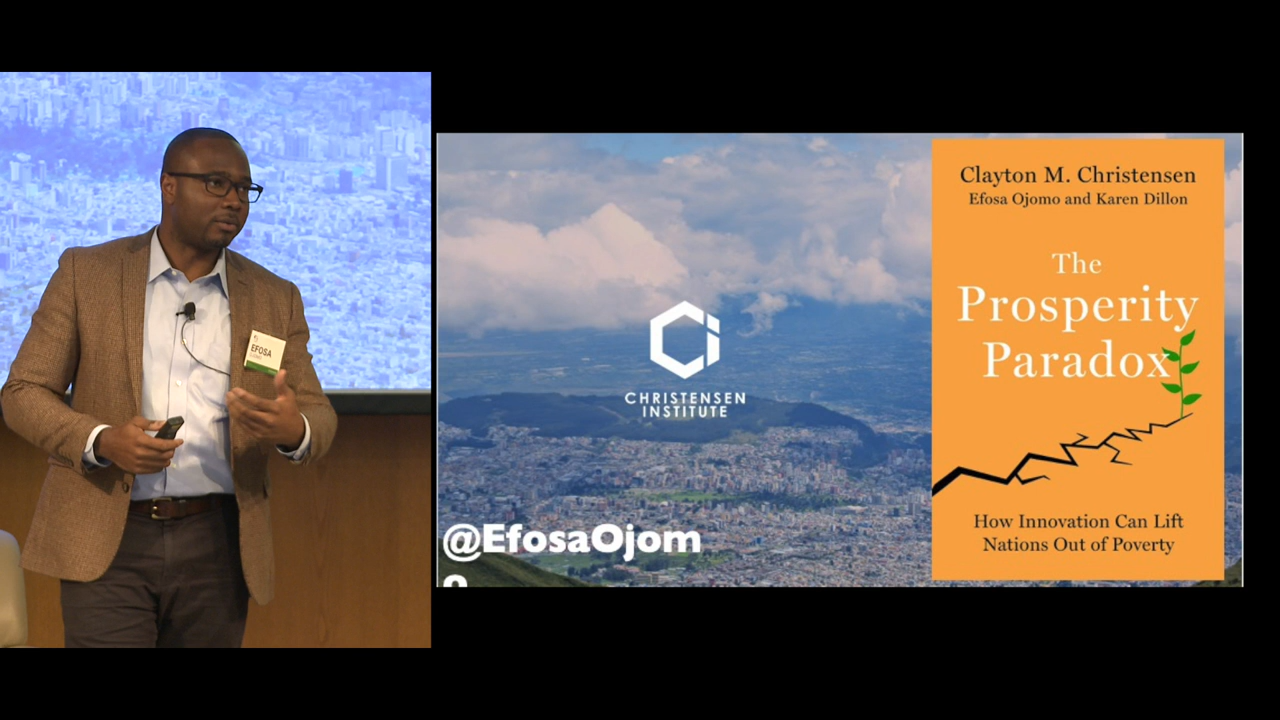 EFOSA
CHRISTENSEN
INSTITUTE
@EfosaOjom
o
Clayton M. Christensen
Efosa Ojomo and Karen Dillon
The
Prosperity
Paradox
How Innovation Can Lift
Nations Out of Poverty